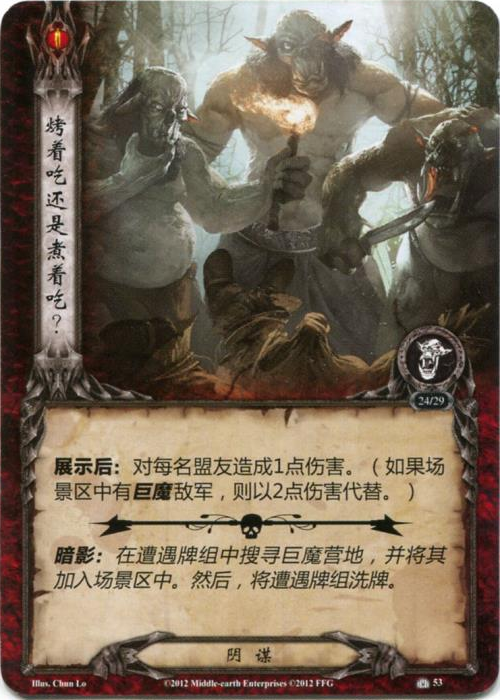 烤着吃还是煮着吃？
24/29
展示后：对每名盟友造成1点伤害。（如果场
景区中有巨魔敌军，则以2点伤害代替。）
暗影：在遭遇牌组中搜寻巨魔营地，并将其
加入场景区中。然后，将遭遇牌组洗牌。
阴谋
Illus. Chun Lo
©2012 Middle-earth Enterprises ©2012 FFG
53